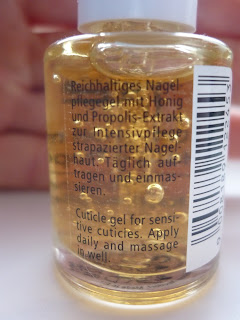 Reichhaltiges Nagel-
pflegegel mit Honig
und Propolis-Extrakt
zur Intensivpflege
strapazierter Nagel-
haut. Täglich auf-
tragen und einmas-
sieren.
Cuticle gel for sensi-
tive cuticies. Apply
daily and massage
in well.